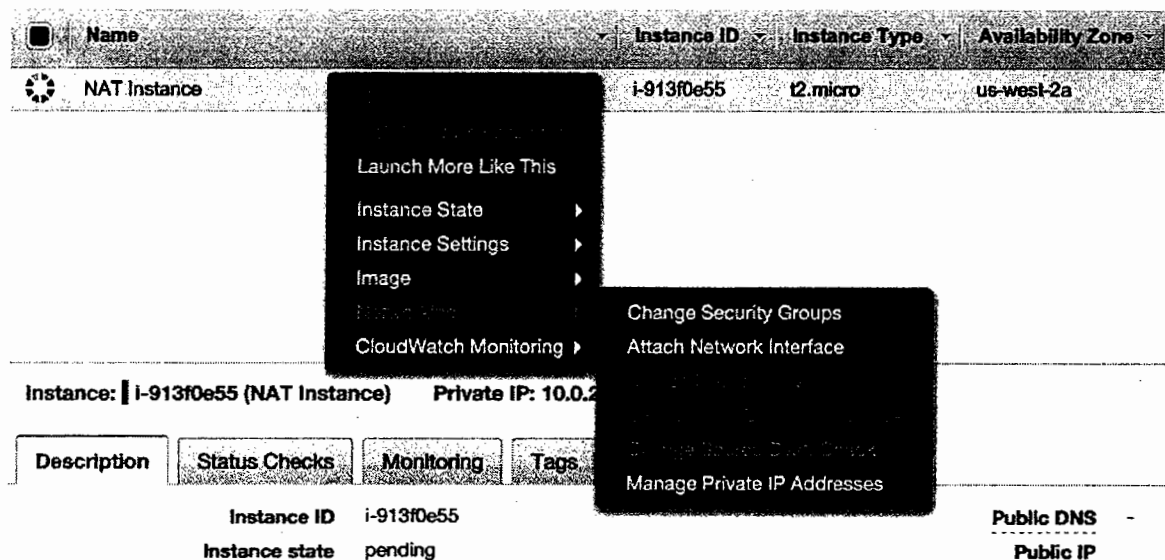 Name Instance ID Instance Type Availability Zone
NAT Instance i-913f0e55 t2.micro us-west-2a
Launch More Like This
Instance State
Instance Settings
Image
CloudWatch Monitoring
Change Security Groups
Attach Network Interface
Manage Private IP Addresses
Instance: i-913f0e55 (NAT Instance) Private IP: 10.0.2
Description Status Checks Monitoring Tags
Instance ID i-913f0e55 Public DNS -
Instance state pending Public IP